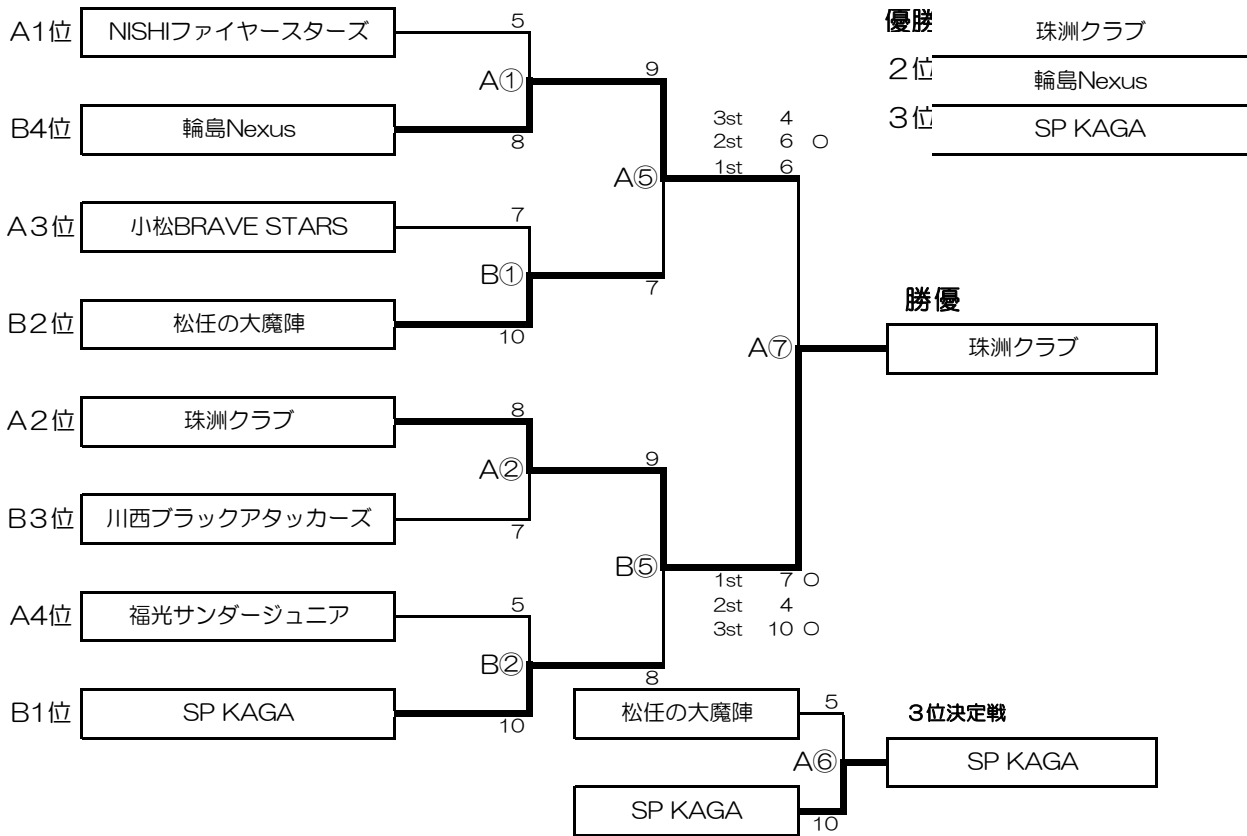 A1位 NISHIファイヤースターズ 5 優勝 珠洲クラブ
2位 輪島Nexus
A① 9
B4位 輪島Nexus 8 3st 4 3位 SP KAGA
2st 6 ○
A⑤ 1st 6
A3位 小松BRAVE STARS 7
B① 7
勝優
B2位 松任の大魔陣 10
A⑦ 珠洲クラブ
A2位 珠洲クラブ 8
A② 9
B3位 川西ブラックアタッカーズ 7
B⑤ 1st 7 ○
2st 4
A4位 福光サンダージュニア 5 3st 10 ○
B② 8
B1位 SP KAGA 10 松任の大魔陣 5 3位決定戦
A⑥ SP KAGA
SP KAGA 10